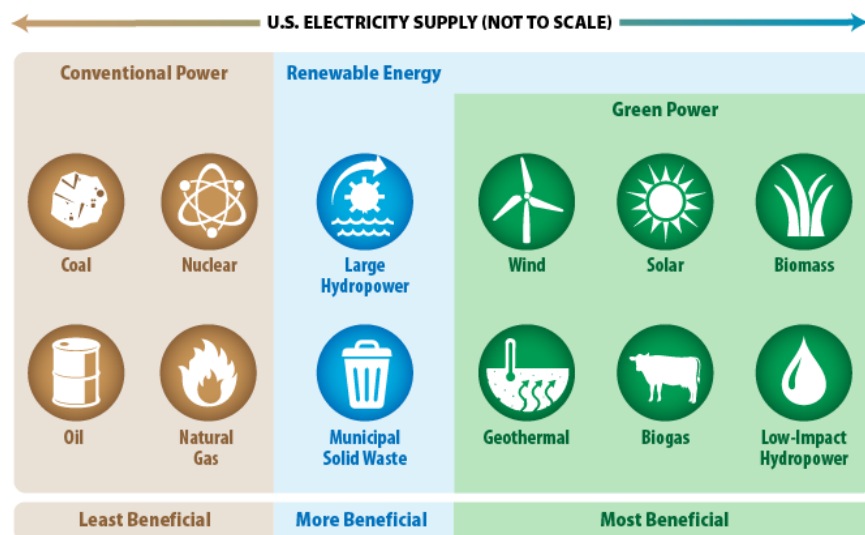 U.S. ELECTRICITY SUPPLY (NOT TO SCALE)
Conventional Power
Renewable Energy
Green Power
Coal
Nuclear
Large
Hydropower
Wind
Solar
Biomass
Oil
Natural
Gas
Municipal
Solid Waste
Geothermal
Biogas
Low-Impact
Hydropower
Least Beneficial
More Beneficial
Most Beneficial